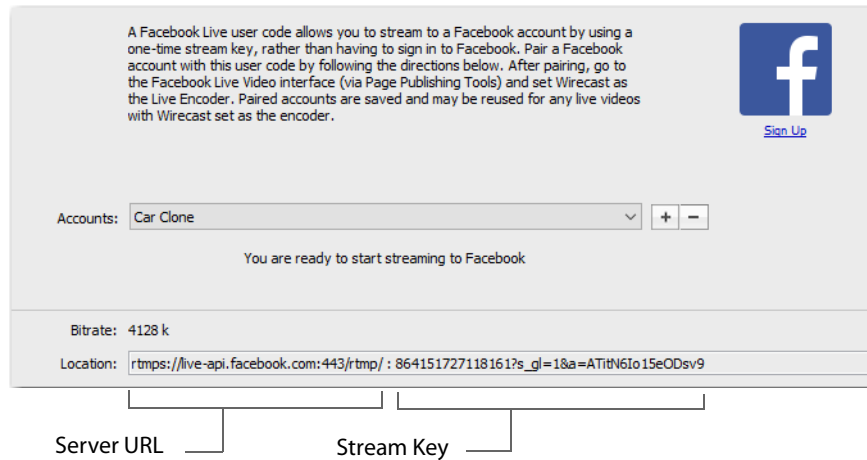 A Facebook Live user code allows you to stream to a Facebook account by using a
one-time stream key, rather than having to sign in to Facebook. Pair a Facebook
account with this user code by following the directions below. After pairing, go to
the Facebook Live Video interface (via Page Publishing Tools) and set Wirecast as
the Live Encoder. Paired accounts are saved and may be reused for any live videos
with Wirecast set as the encoder.
f
Sign Up
Accounts: Car Clone + −
You are ready to start streaming to Facebook
Bitrate: 4128 k
Location: rtmps://live-api.facebook.com:443/rtmp/ : 864151727118161?s_gl=1&a=ATitN6Io15eODsv9
Server URL Stream Key